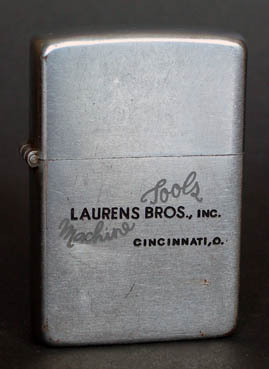 Machine Tools
LAURENS BROS., INC.
CINCINNATI, O.